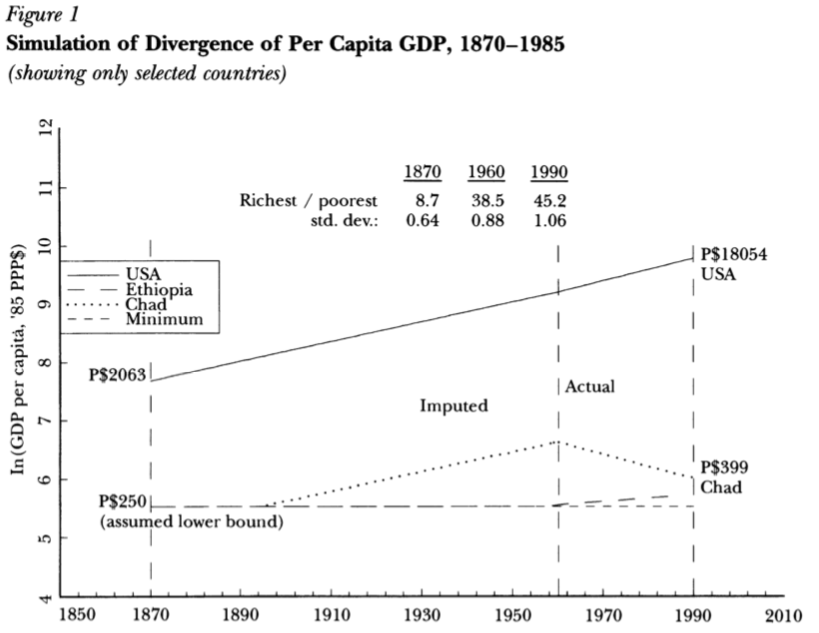 Figure 1
Simulation of Divergence of Per Capita GDP, 1870–1985
(showing only selected countries)
12
11
10
9
8
7
6
5
4
ln(GDP per capita, '85 PPP$)
1870 1960 1990
Richest / poorest 8.7 38.5 45.2
std. dev.: 0.64 0.88 1.06
USA
Ethiopia
Chad
Minimum
P$18054
USA
P$2063
Actual
Imputed
P$399
Chad
P$250
(assumed lower bound)
1850 1870 1890 1910 1930 1950 1970 1990 2010